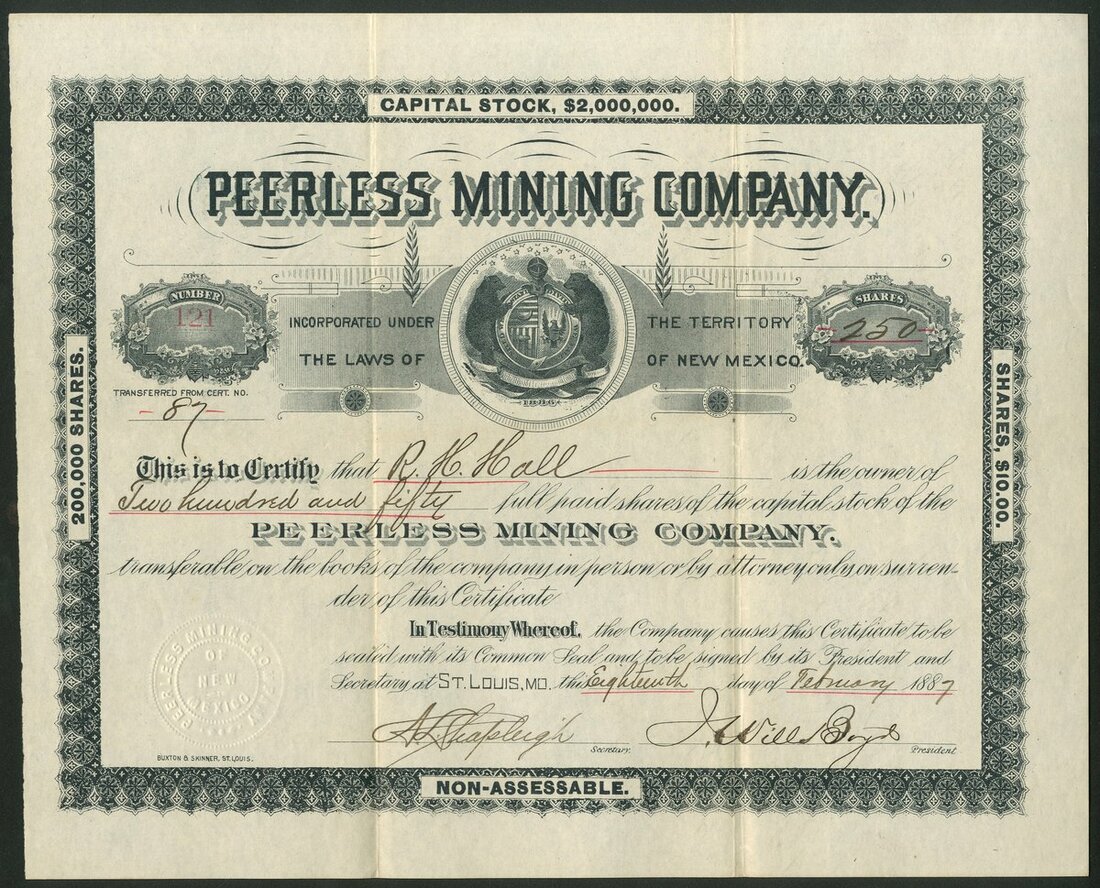 CAPITAL STOCK, $2,000,000.
PEERLESS MINING COMPANY.
NUMBER
121
INCORPORATED UNDER
THE LAWS OF
THE TERRITORY
OF NEW MEXICO.
SHARES
-250-
TRANSFERRED FROM CERT. NO.
-87
200,000 SHARES.
SHARES, $10.00.
This is to Certify that R. H. Hall is the owner of
Two hundred and fifty full paid shares of the capital stock of the
PEERLESS MINING COMPANY.
transferable on the books of the company in person or by attorney only on surren-
der of this Certificate
In Testimony Whereof, the Company causes this Certificate to be
sealed with its Common Seal and to be signed by its President and
Secretary at ST. LOUIS, MO. this Eighteenth day of February 1887
PEERLESS MINING COMPANY
OF
NEW
MEXICO
A. L. Shapleigh
Secretary.
J. Will Boyd
President.
BUXTON & SKINNER, ST. LOUIS.
NON-ASSESSABLE.